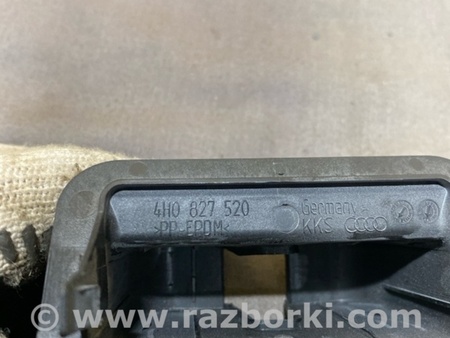 4H0 827 520
>PP-EPDM<
Germany
KKS
www.razborki.com